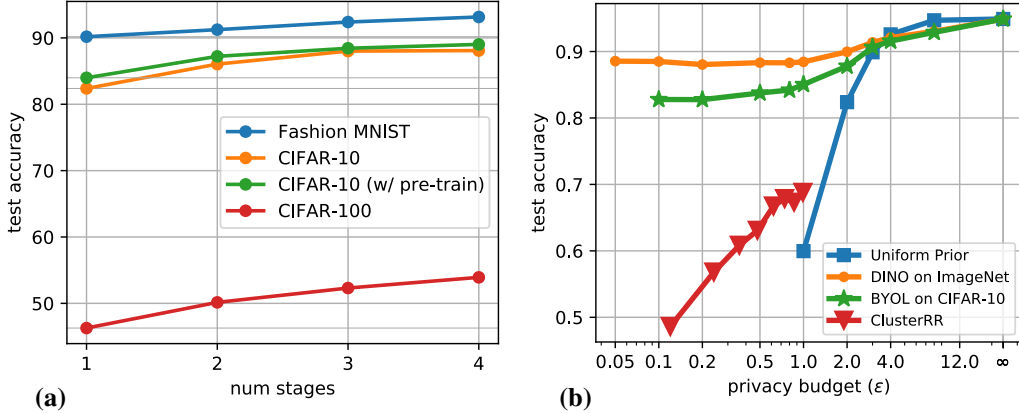 test accuracy
90
80
70
60
50
Fashion MNIST
CIFAR-10
CIFAR-10 (w/ pre-train)
CIFAR-100
1 2 3 4
num stages
(a)
test accuracy
0.9
0.8
0.7
0.6
0.5
Uniform Prior
DINO on ImageNet
BYOL on CIFAR-10
ClusterRR
0.05 0.1 0.2 0.5 1.0 2.0 4.0 12.0 ∞
privacy budget (ε)
(b)